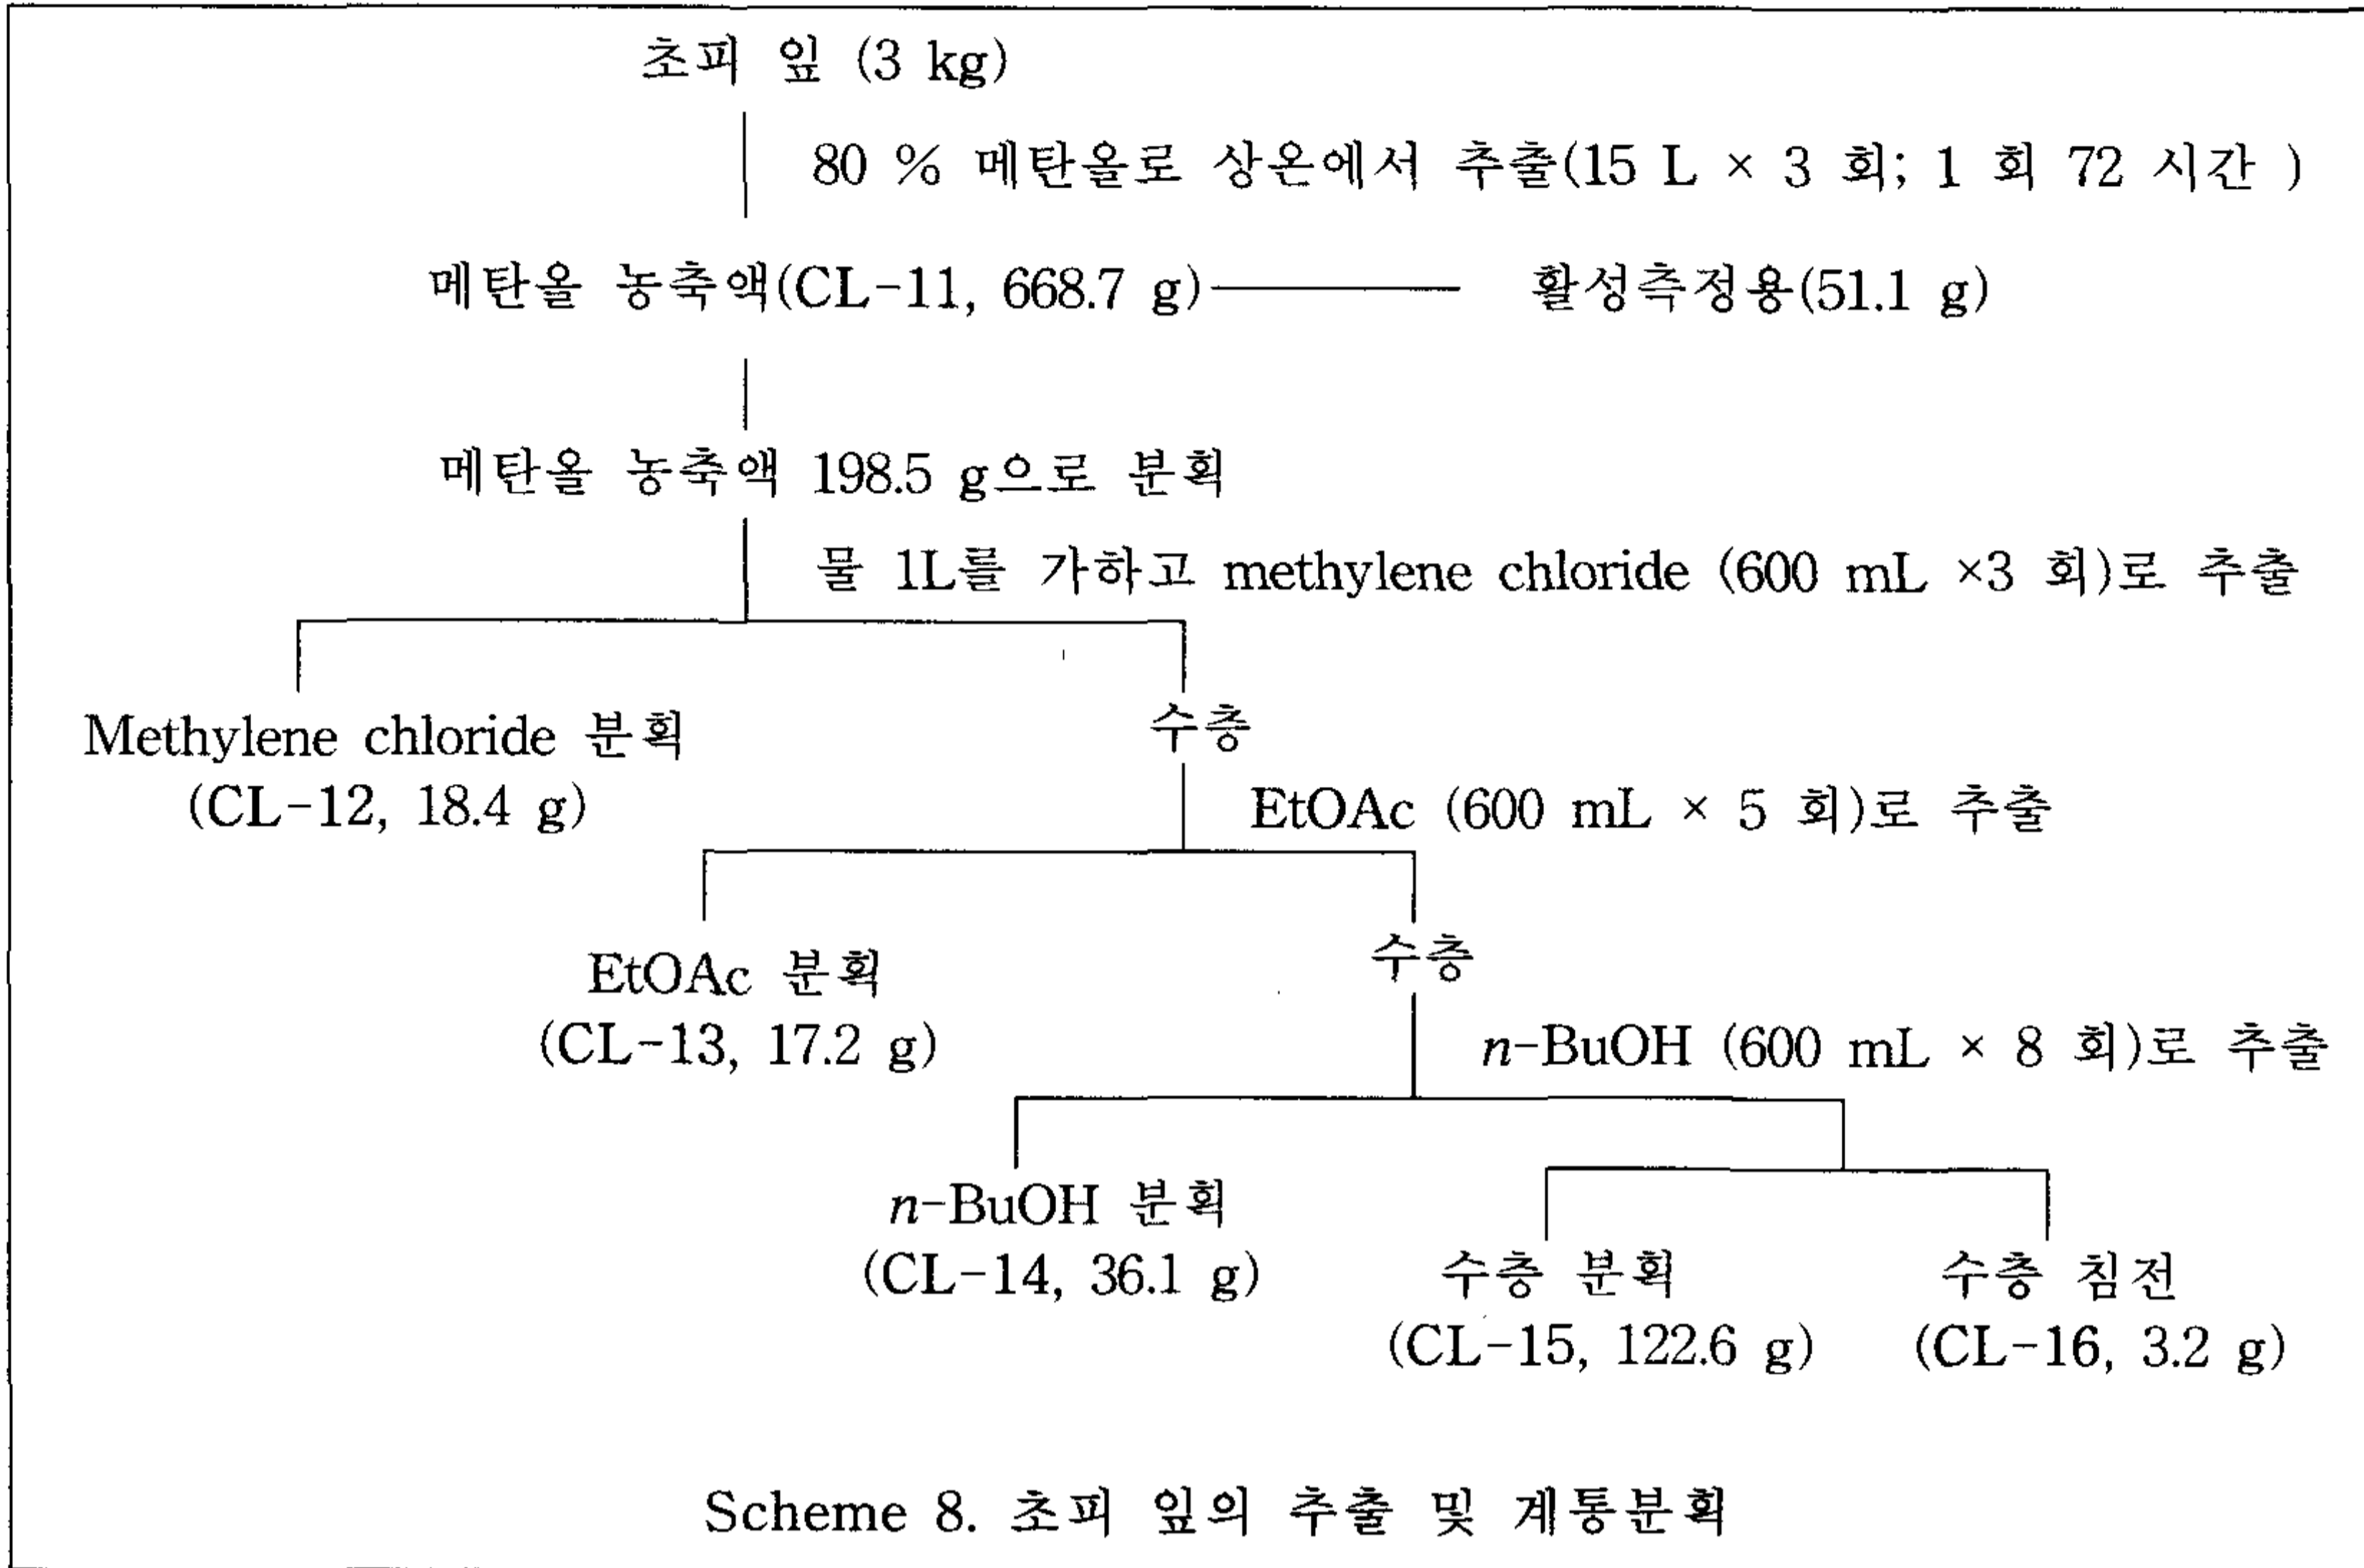 초피 잎 (3 kg)
80 % 메탄올로 상온에서 추출(15 L × 3 회; 1 회 72 시간 )
메탄올 농축액(CL-11, 668.7 g) 활성측정용(51.1 g)
메탄올 농축액 198.5 g으로 분획
물 1L를 가하고 methylene chloride (600 mL ×3 회)로 추출
Methylene chloride 분획 수층
(CL-12, 18.4 g) EtOAc (600 mL × 5 회)로 추출
EtOAc 분획 수층
(CL-13, 17.2 g) n-BuOH (600 mL × 8 회)로 추출
n-BuOH 분획
(CL-14, 36.1 g) 수층 분획 수층 침전
(CL-15, 122.6 g) (CL-16, 3.2 g)
Scheme 8. 초피 잎의 추출 및 계통분획